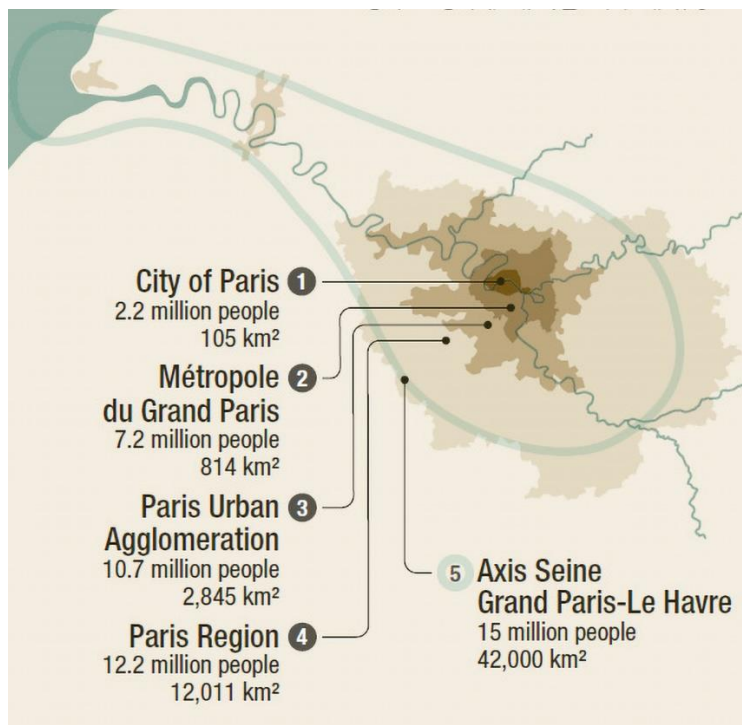 City of Paris 1
2.2 million people
105 km²
Métropole 2
du Grand Paris
7.2 million people
814 km²
Paris Urban 3
Agglomeration
10.7 million people
2,845 km²
Paris Region 4
12.2 million people
12,011 km²
5 Axis Seine
Grand Paris-Le Havre
15 million people
42,000 km²